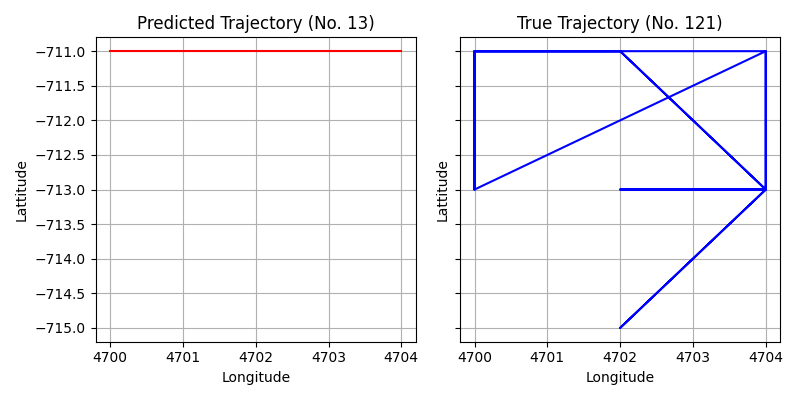 Predicted Trajectory (No. 13)
True Trajectory (No. 121)
−711.0
−711.5
−712.0
−712.5
−713.0
−713.5
−714.0
−714.5
−715.0
Lattitude
Lattitude
4700 4701 4702 4703 4704
4700 4701 4702 4703 4704
Longitude
Longitude